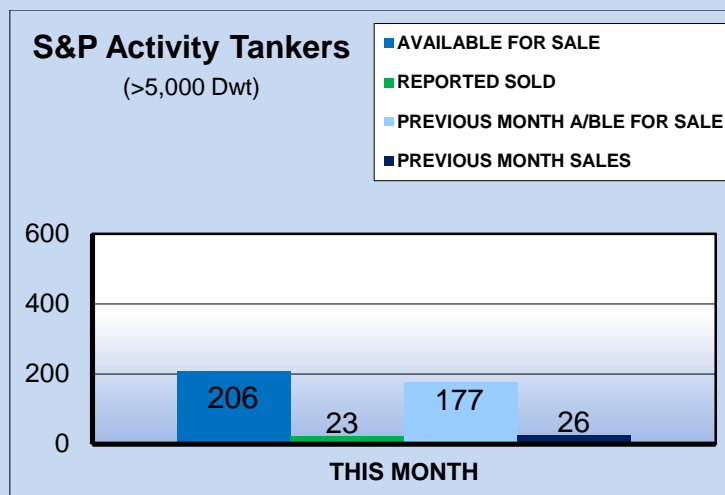 S&P Activity Tankers
(>5,000 Dwt)
AVAILABLE FOR SALE
REPORTED SOLD
PREVIOUS MONTH A/BLE FOR SALE
PREVIOUS MONTH SALES
600
400
200
0
206
23
177
26
THIS MONTH